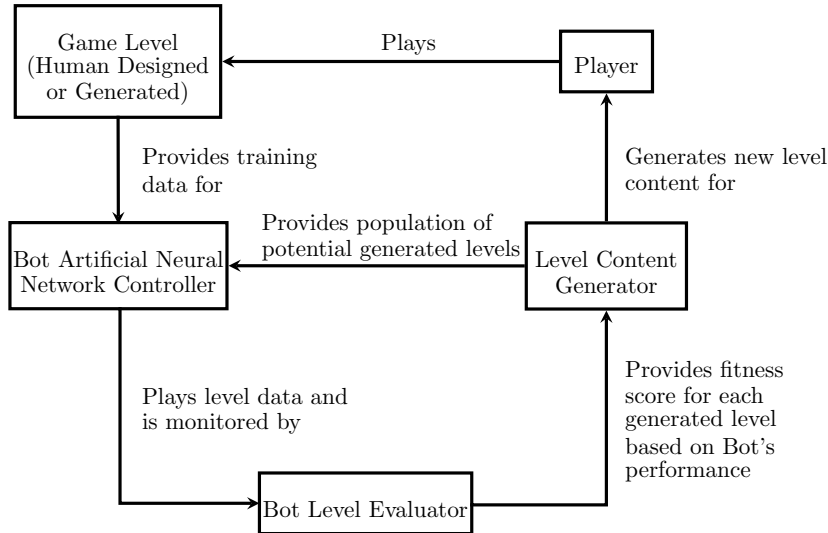 Game Level
(Human Designed
or Generated)
Plays
Player
Provides training
data for
Generates new level
content for
Provides population of
potential generated levels
Bot Artificial Neural
Network Controller
Level Content
Generator
Plays level data and
is monitored by
Provides fitness
score for each
generated level
based on Bot's
performance
Bot Level Evaluator